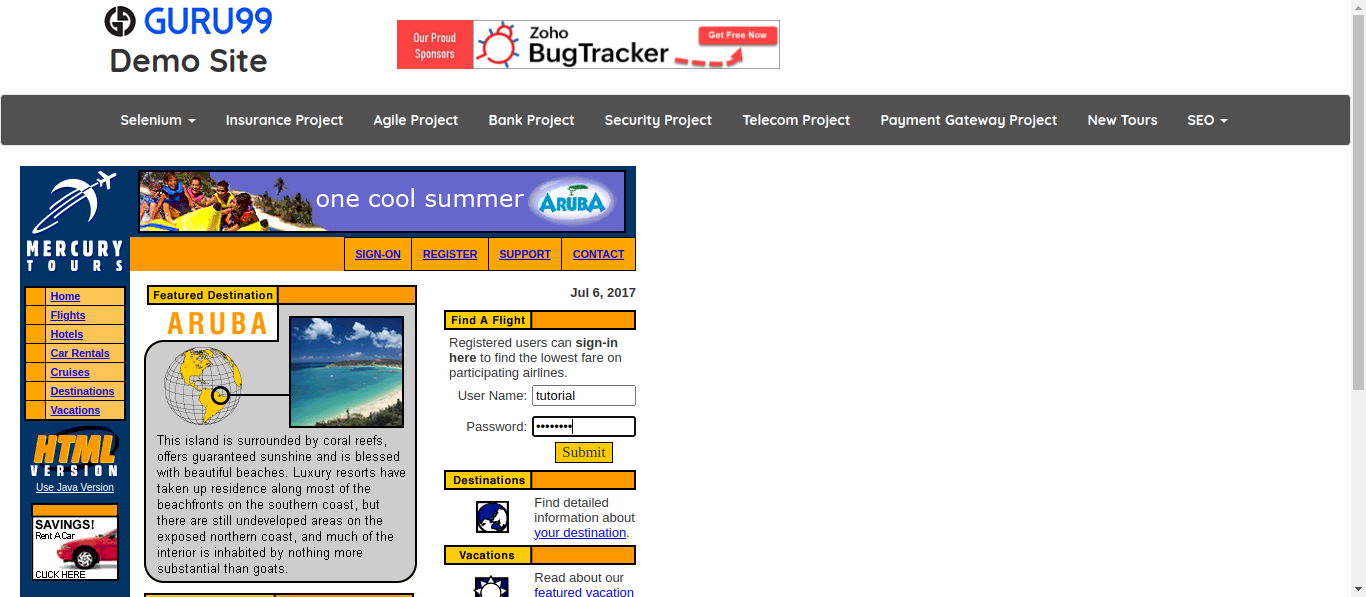 GURU99
Demo Site
Our Proud
Sponsors
Zoho
BugTracker
Get Free Now
Selenium
Insurance Project
Agile Project
Bank Project
Security Project
Telecom Project
Payment Gateway Project
New Tours
SEO
MERCURY
TOURS
one cool summer
ARUBA
SIGN-ON
REGISTER
SUPPORT
CONTACT
Home
Flights
Hotels
Car Rentals
Cruises
Destinations
Vacations
HTML
VERSION
Use Java Version
SAVINGS!
Rent A Car
CLICK HERE
Featured Destination
ARUBA
This island is surrounded by coral reefs,
offers guaranteed sunshine and is blessed
with beautiful beaches. Luxury resorts have
taken up residence along most of the
beachfronts on the southern coast, but
there are still undeveloped areas on the
exposed northern coast, and much of the
interior is inhabited by nothing more
substantial than goats.
Jul 6, 2017
Find A Flight
Registered users can sign-in
here to find the lowest fare on
participating airlines.
User Name: tutorial
Password: ••••••••
Submit
Destinations
Find detailed
information about
your destination.
Vacations
Read about our
featured vacation